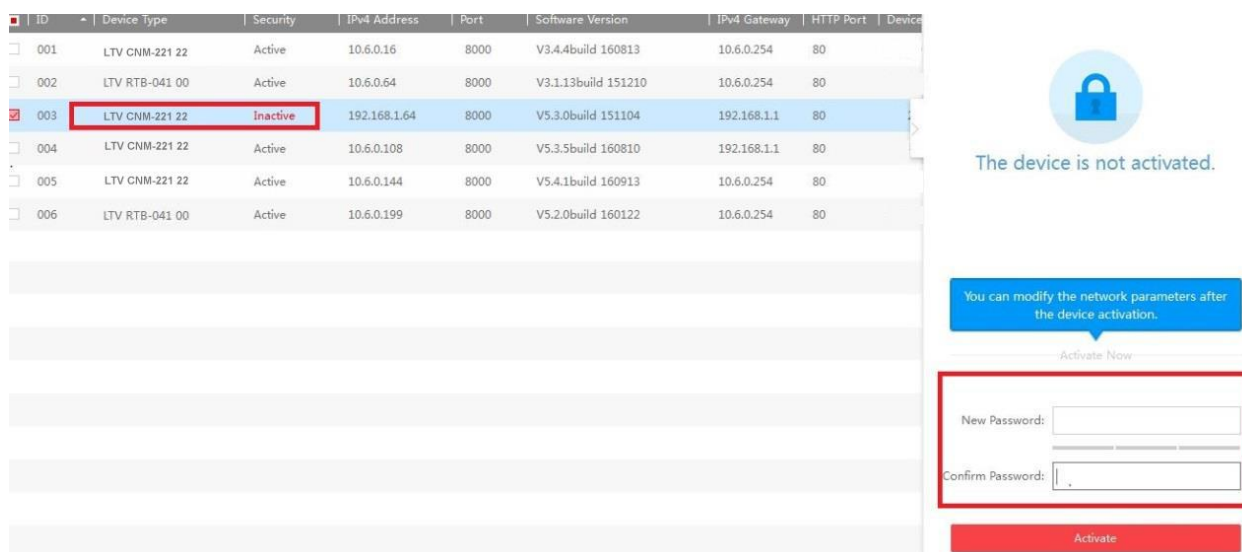 ID Device Type Security IPv4 Address Port Software Version IPv4 Gateway HTTP Port Device
001 LTV CNM-221 22 Active 10.6.0.16 8000 V3.4.4build 160813 10.6.0.254 80
002 LTV RTB-041 00 Active 10.6.0.64 8000 V3.1.13build 151210 10.6.0.254 80
003 LTV CNM-221 22 Inactive 192.168.1.64 8000 V5.3.0build 151104 192.168.1.1 80
004 LTV CNM-221 22 Active 10.6.0.108 8000 V5.3.5build 160810 192.168.1.1 80
005 LTV CNM-221 22 Active 10.6.0.144 8000 V5.4.1build 160913 10.6.0.254 80
006 LTV RTB-041 00 Active 10.6.0.199 8000 V5.2.0build 160122 10.6.0.254 80
The device is not activated.
You can modify the network parameters after
the device activation.
Activate Now
New Password:
Confirm Password:
Activate